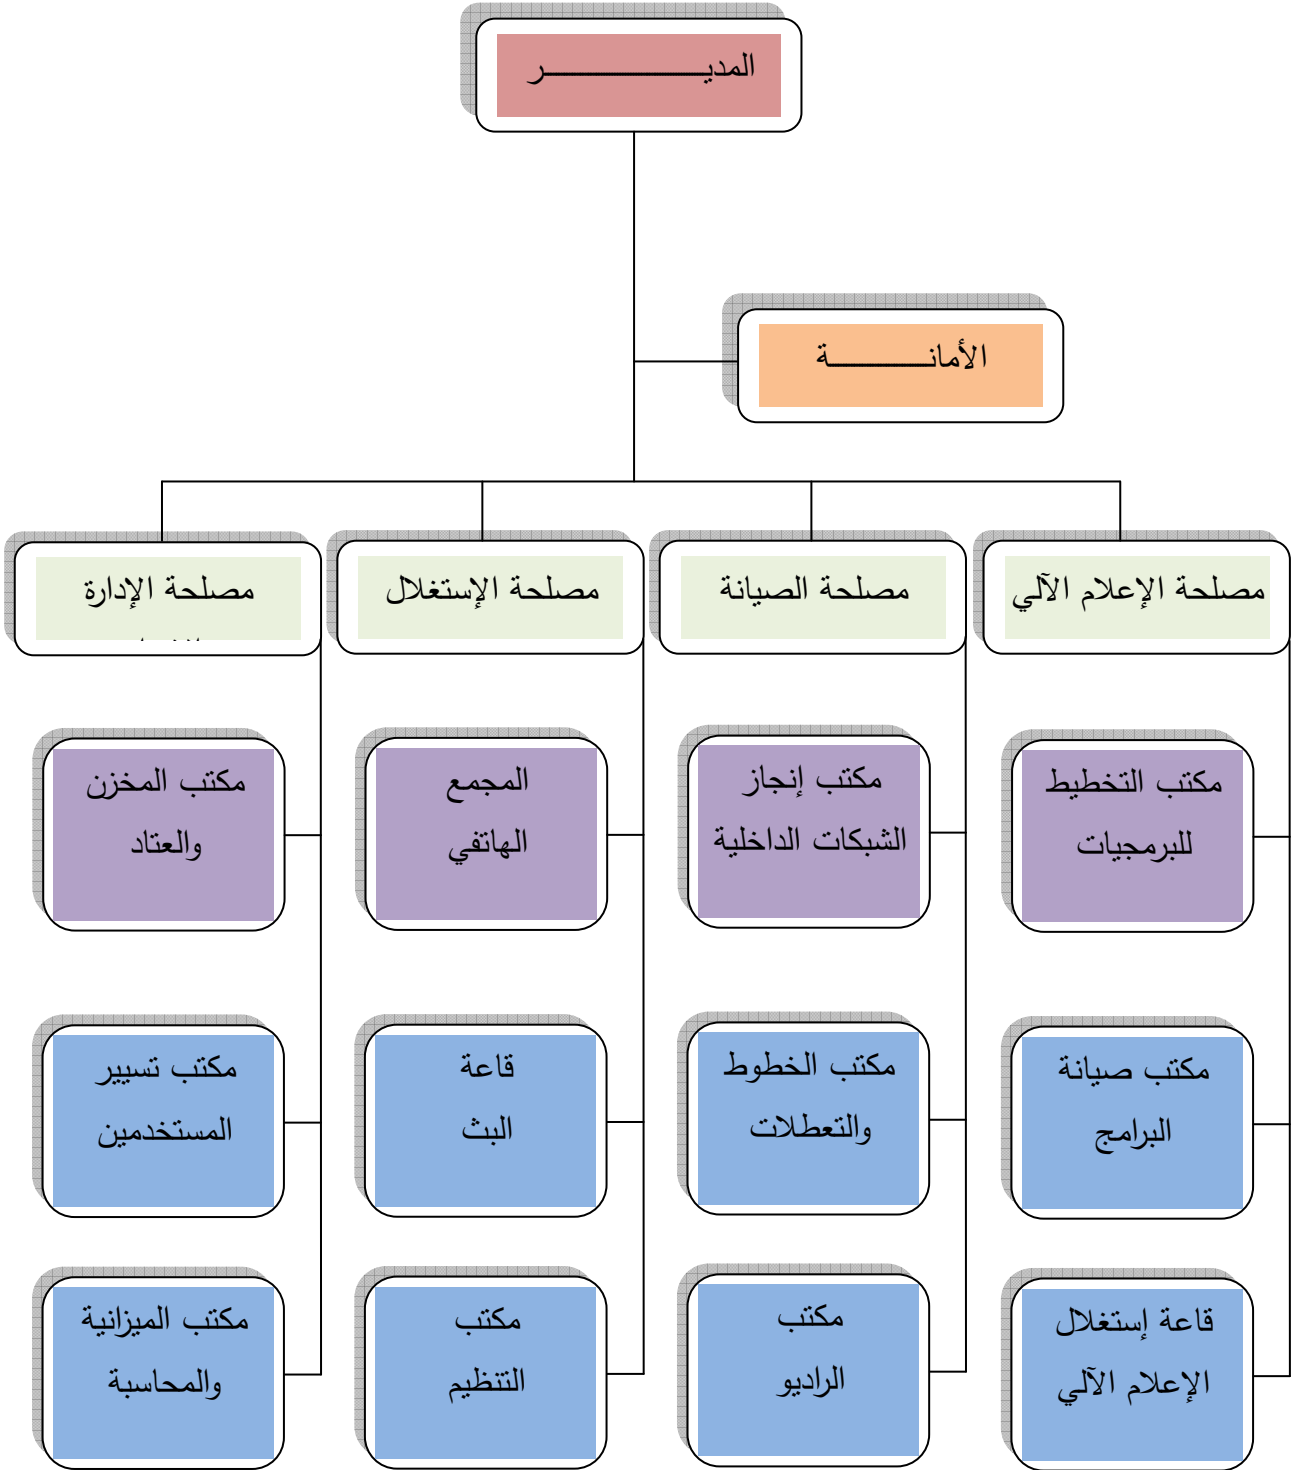 المديـــــــــــــــــــر
الأمانــــــــــة
مصلحة الإعلام الآلي
مصلحة الصيانة
مصلحة الإستغلال
مصلحة الإدارة
مكتب التخطيط
للبرمجيات
مكتب إنجاز
الشبكات الداخلية
المجمع
الهاتفي
مكتب المخزن
والعتاد
مكتب صيانة
البرامج
مكتب الخطوط
والتعطلات
قاعة
البث
مكتب تسيير
المستخدمين
قاعة إستغلال
الإعلام الآلي
مكتب
الراديو
مكتب
التنظيم
مكتب الميزانية
والمحاسبة